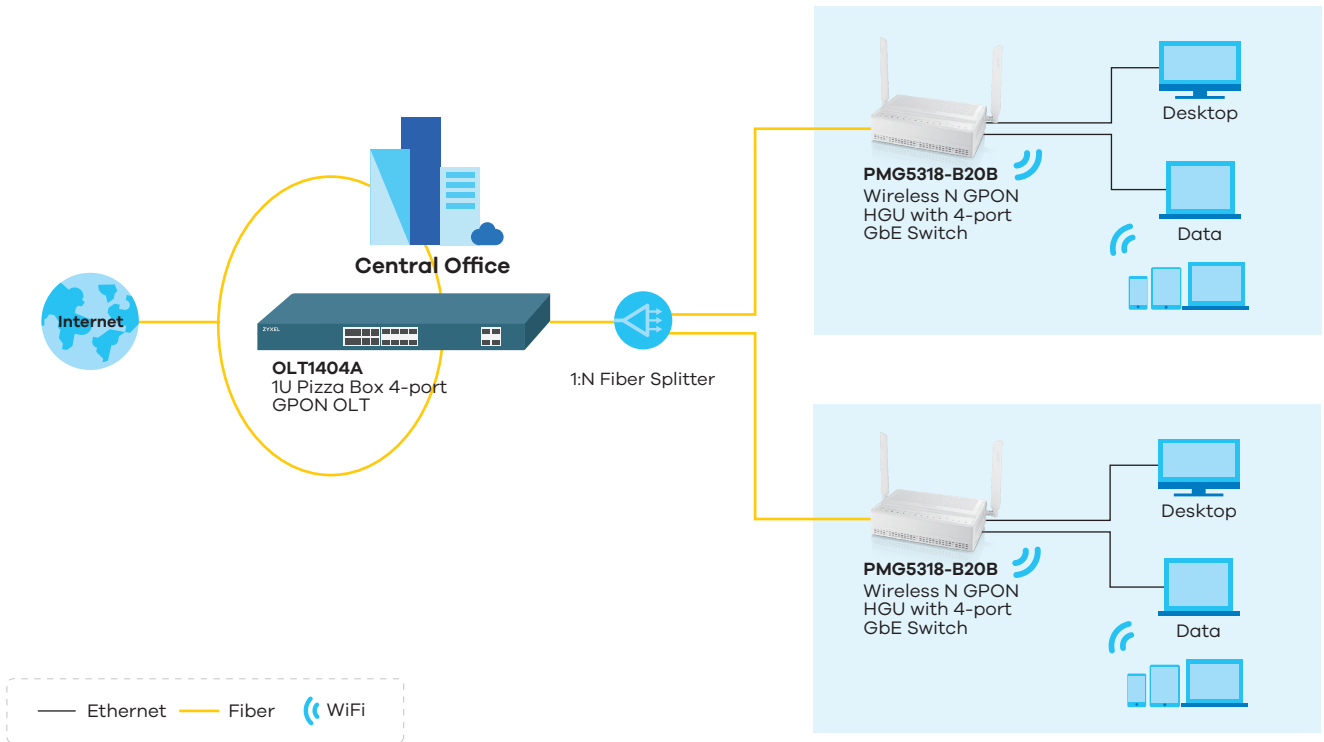 Internet
Central Office
ZYXEL
OLT1404A
1U Pizza Box 4-port
GPON OLT
1:N Fiber Splitter
PMG5318-B20B
Wireless N GPON
HGU with 4-port
GbE Switch
Desktop
Data
PMG5318-B20B
Wireless N GPON
HGU with 4-port
GbE Switch
Desktop
Data
Ethernet
Fiber
WiFi